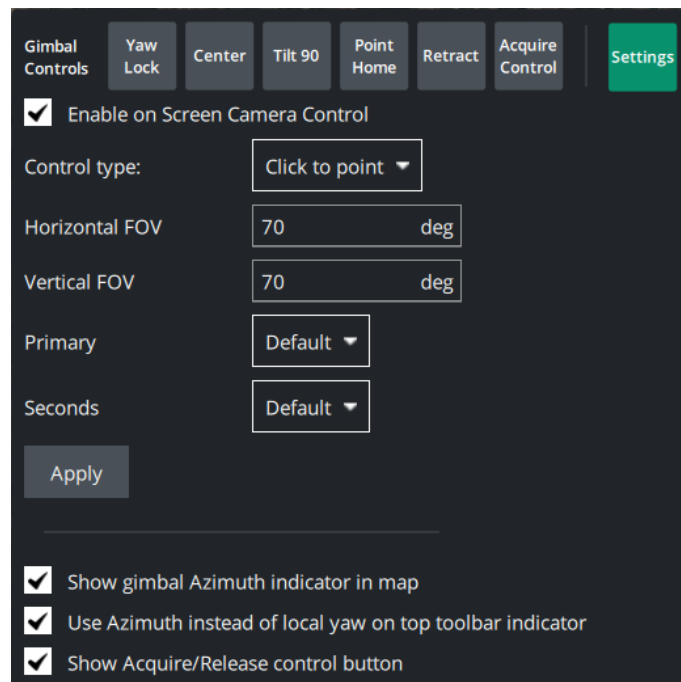 Gimbal Controls
Yaw Lock
Center
Tilt 90
Point Home
Retract
Acquire Control
Settings
Enable on Screen Camera Control
Control type: Click to point
Horizontal FOV 70 deg
Vertical FOV 70 deg
Primary Default
Seconds Default
Apply
Show gimbal Azimuth indicator in map
Use Azimuth instead of local yaw on top toolbar indicator
Show Acquire/Release control button